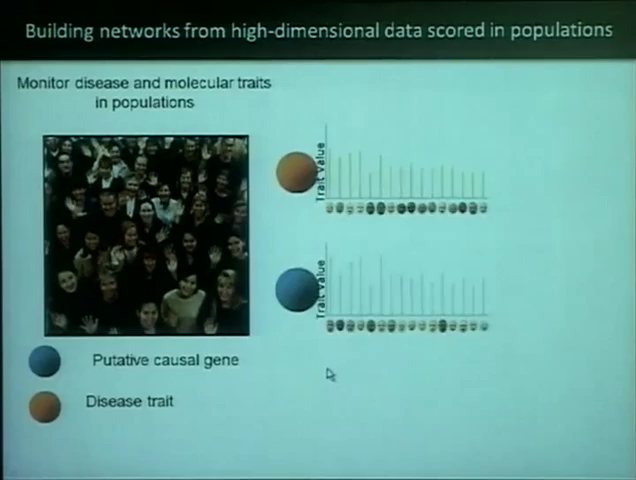 Building networks from high-dimensional data scored in populations
Monitor disease and molecular traits
in populations
Trait Value
Trait Value
Putative causal gene
Disease trait